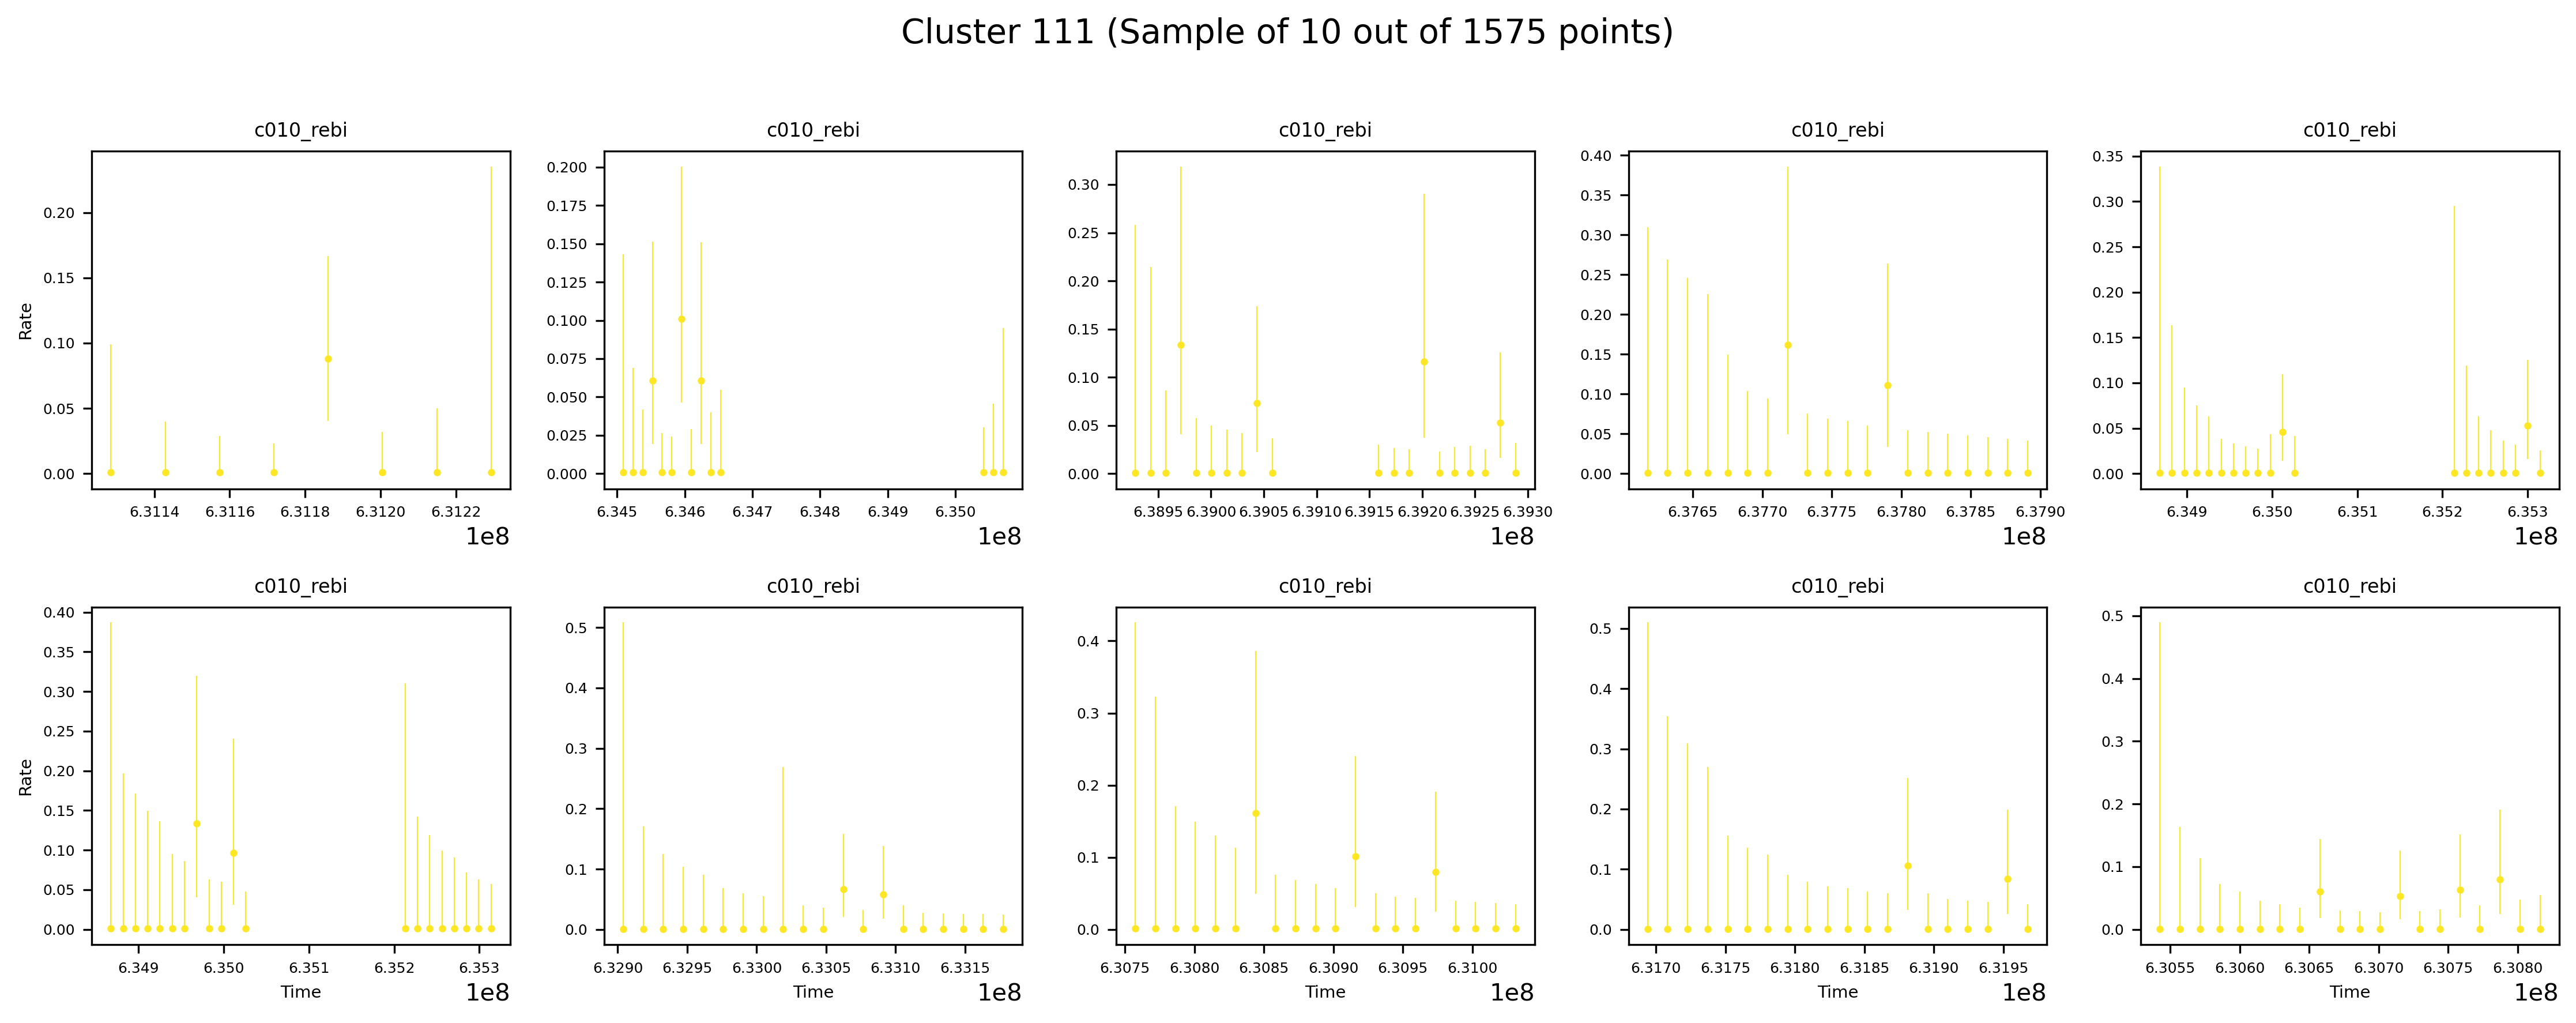 Cluster 111 (Sample of 10 out of 1575 points)
c010_rebi c010_rebi c010_rebi c010_rebi c010_rebi
Rate
0.20 0.15 0.10 0.05 0.00
6.3114 6.3116 6.3118 6.3120 6.3122
1e8
0.200 0.175 0.150 0.125 0.100 0.075 0.050 0.025 0.000
6.345 6.346 6.347 6.348 6.349 6.350
1e8
0.30 0.25 0.20 0.15 0.10 0.05 0.00
6.3895 6.3900 6.3905 6.3910 6.3915 6.3920 6.3925 6.3930
1e8
0.40 0.35 0.30 0.25 0.20 0.15 0.10 0.05 0.00
6.3765 6.3770 6.3775 6.3780 6.3785 6.3790
1e8
0.35 0.30 0.25 0.20 0.15 0.10 0.05 0.00
6.349 6.350 6.351 6.352 6.353
1e8
c010_rebi c010_rebi c010_rebi c010_rebi c010_rebi
Rate
0.40 0.35 0.30 0.25 0.20 0.15 0.10 0.05 0.00
6.349 6.350 6.351 6.352 6.353
Time
1e8
0.5 0.4 0.3 0.2 0.1 0.0
6.3290 6.3295 6.3300 6.3305 6.3310 6.3315
Time
1e8
0.4 0.3 0.2 0.1 0.0
6.3075 6.3080 6.3085 6.3090 6.3095 6.3100
Time
1e8
0.5 0.4 0.3 0.2 0.1 0.0
6.3170 6.3175 6.3180 6.3185 6.3190 6.3195
Time
1e8
0.5 0.4 0.3 0.2 0.1 0.0
6.3055 6.3060 6.3065 6.3070 6.3075 6.3080
Time
1e8